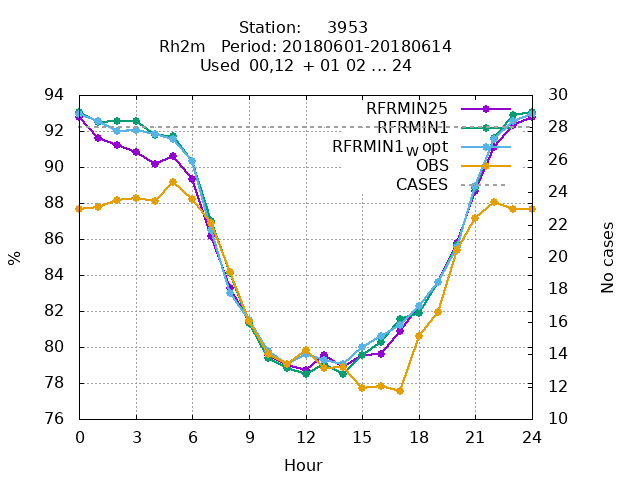 Station: 3953
Rh2m Period: 20180601-20180614
Used 00,12 + 01 02 ... 24
94 30
RFRMIN25
92 28
RFRMIN1
RFRMIN1w opt
90 26
OBS
CASES
24
88
22
86
20
84
18
82
16
80
14
78 12
76 10
%
No cases
0 3 6 9 12 15 18 21 24
Hour